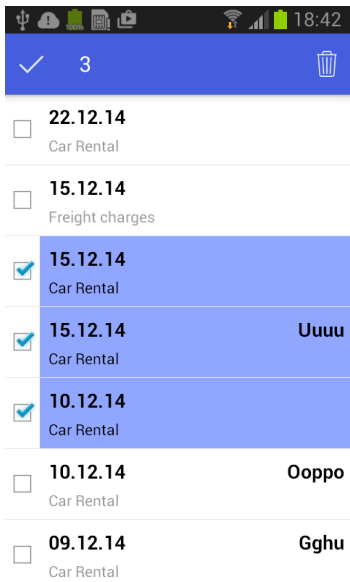 100%
18:42
3
22.12.14
Car Rental
15.12.14
Freight charges
15.12.14
Car Rental
15.12.14 Uuuu
Car Rental
10.12.14
Car Rental
10.12.14 Ooppo
Car Rental
09.12.14 Gghu
Car Rental